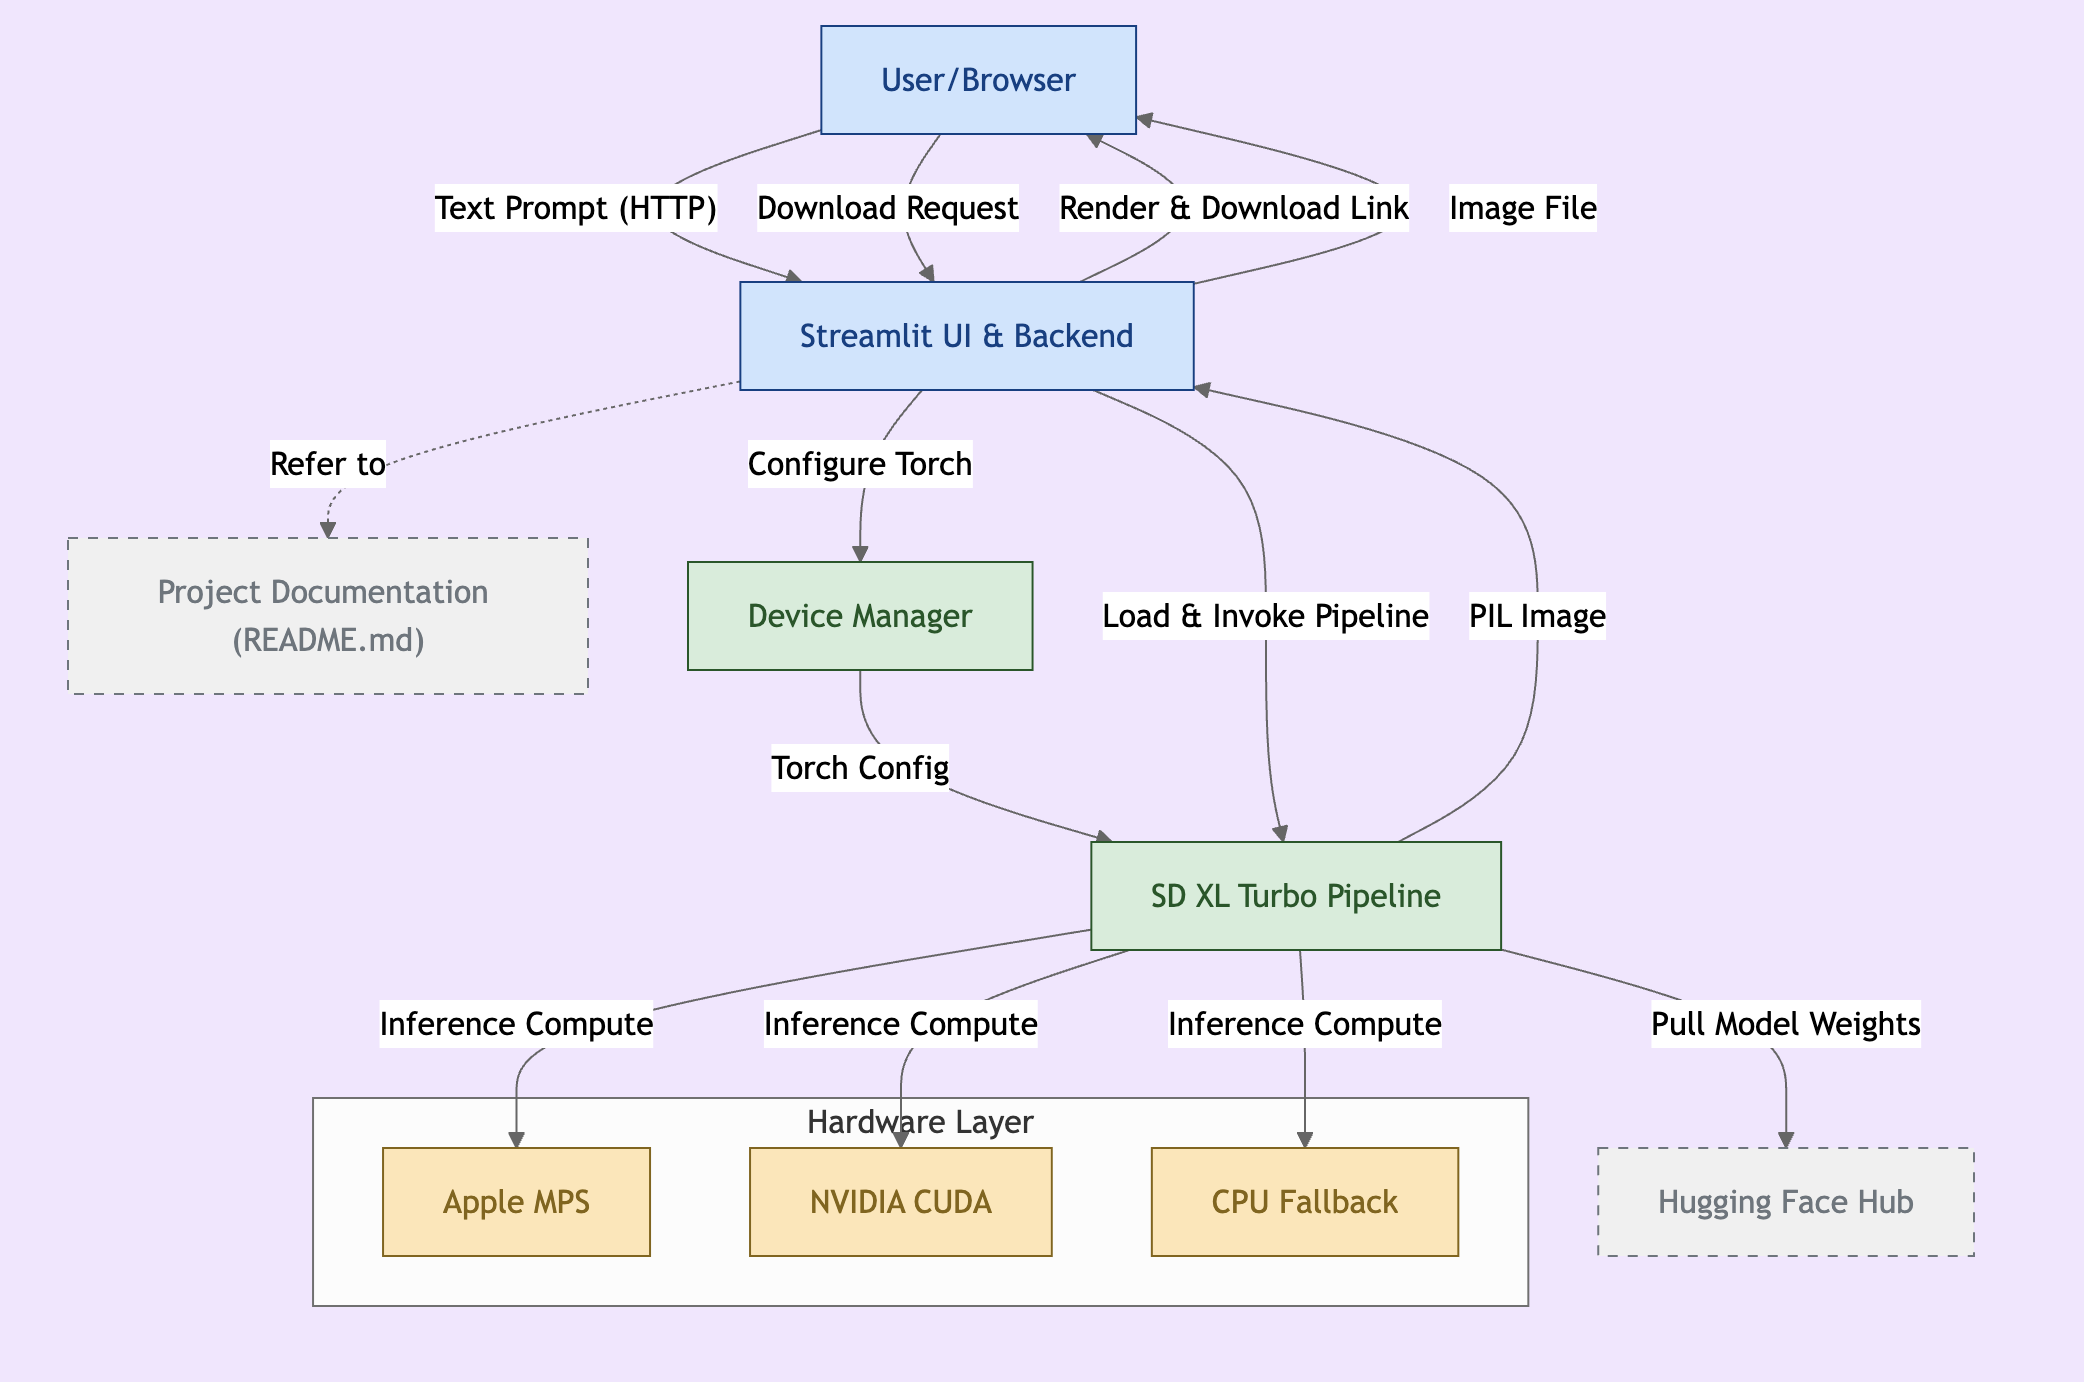 User/Browser
Text Prompt (HTTP)
Download Request
Render & Download Link
Image File
Streamlit UI & Backend
Refer to
Configure Torch
Project Documentation
(README.md)
Device Manager
Load & Invoke Pipeline
PIL Image
Torch Config
SD XL Turbo Pipeline
Inference Compute
Inference Compute
Inference Compute
Pull Model Weights
Hardware Layer
Apple MPS
NVIDIA CUDA
CPU Fallback
Hugging Face Hub